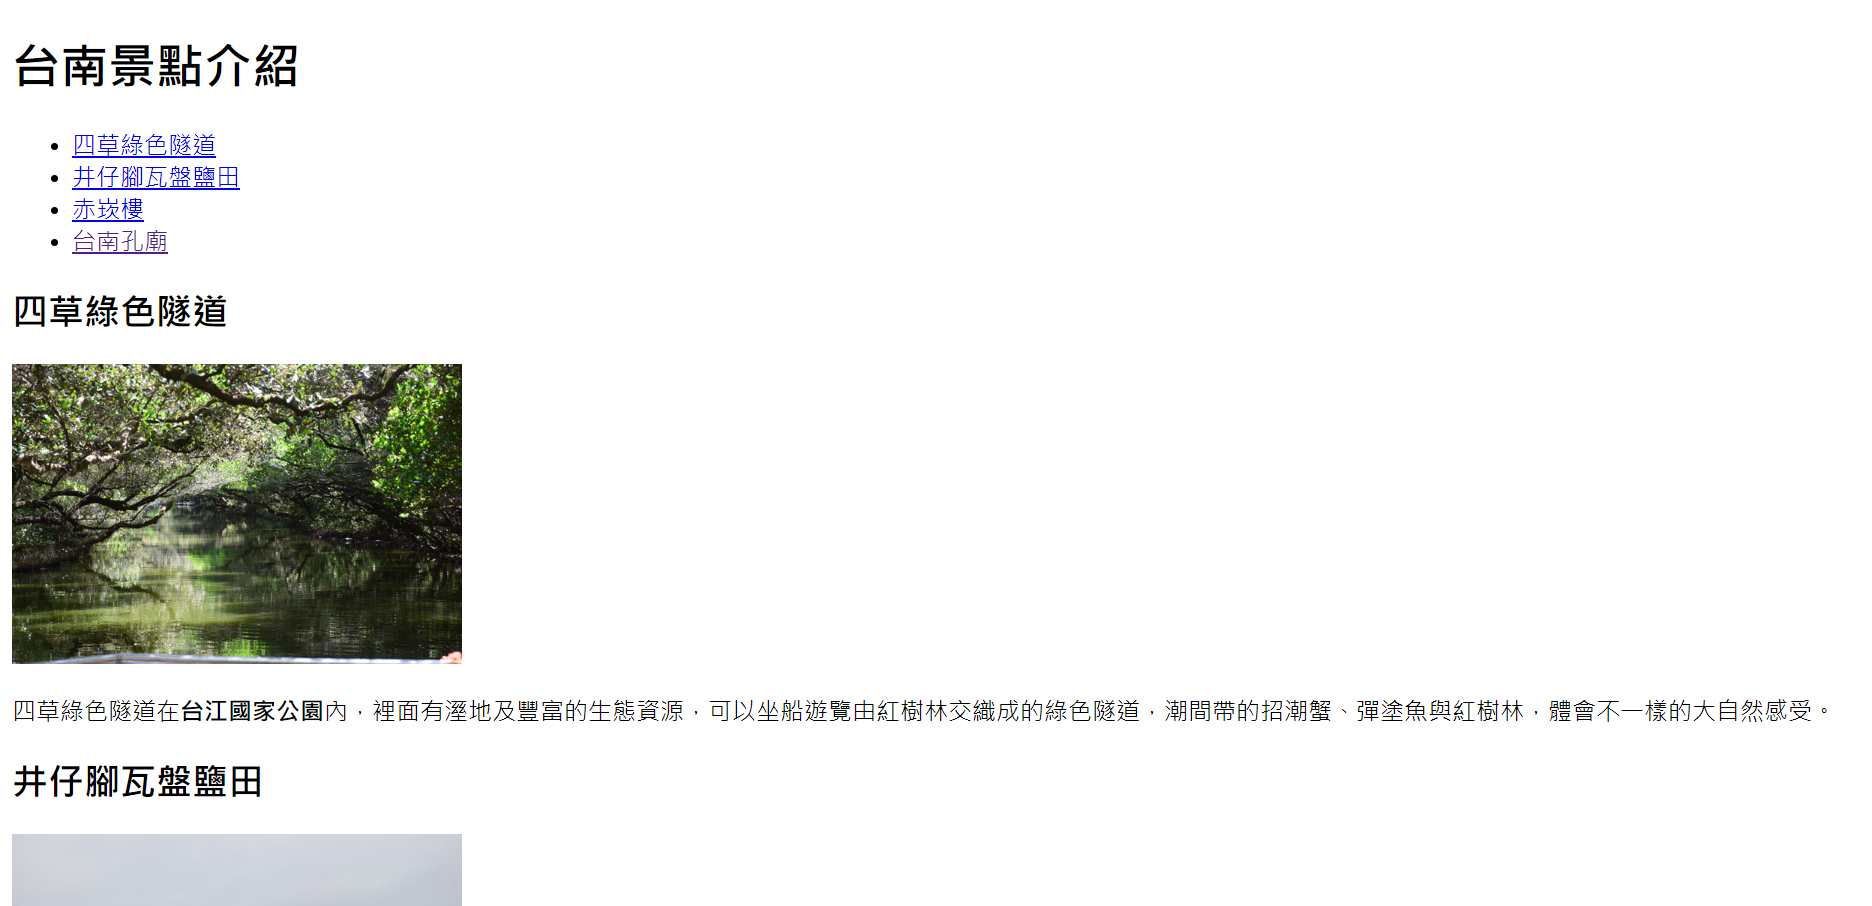 台南景點介紹
四草綠色隧道
井仔腳瓦盤鹽田
赤崁樓
台南孔廟
四草綠色隧道
四草綠色隧道在台江國家公園內，裡面有溼地及豐富的生態資源，可以坐船遊覽由紅樹林交織成的綠色隧道，潮間帶的招潮蟹、彈塗魚與紅樹林，體會不一樣的大自然感受。
井仔腳瓦盤鹽田